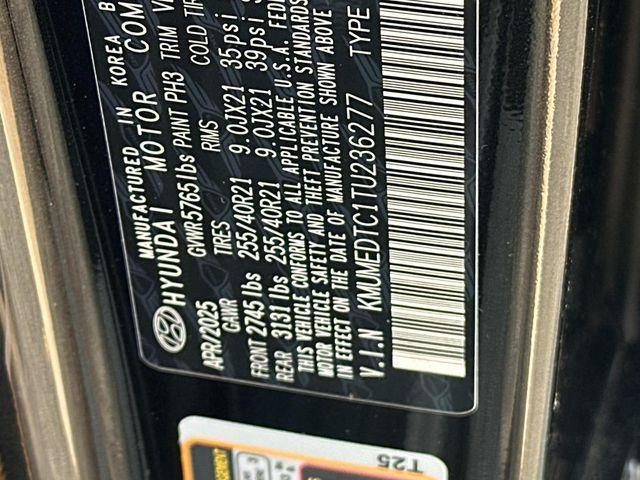 MANUFACTURED IN KOREA B
HYUNDAI MOTOR COM
APR/2025 GVWR 5765 lbs PAINT PH3 TRIM
GAWR TIRES RIMS COLD TIR
FRONT 2745 lbs 255/40R21 9.0JX21 35psi
REAR 3131 lbs 255/40R21 9.0JX21 39psi
THIS VEHICLE CONFORMS TO ALL APPLICABLE U.S.A. FED
MOTOR VEHICLE SAFETY AND THEFT PREVENTION STANDARDS
IN EFFECT ON THE DATE OF MANUFACTURE SHOWN ABOVE
V.I.N KMUMEDTC1TU236277 TYPE
T25